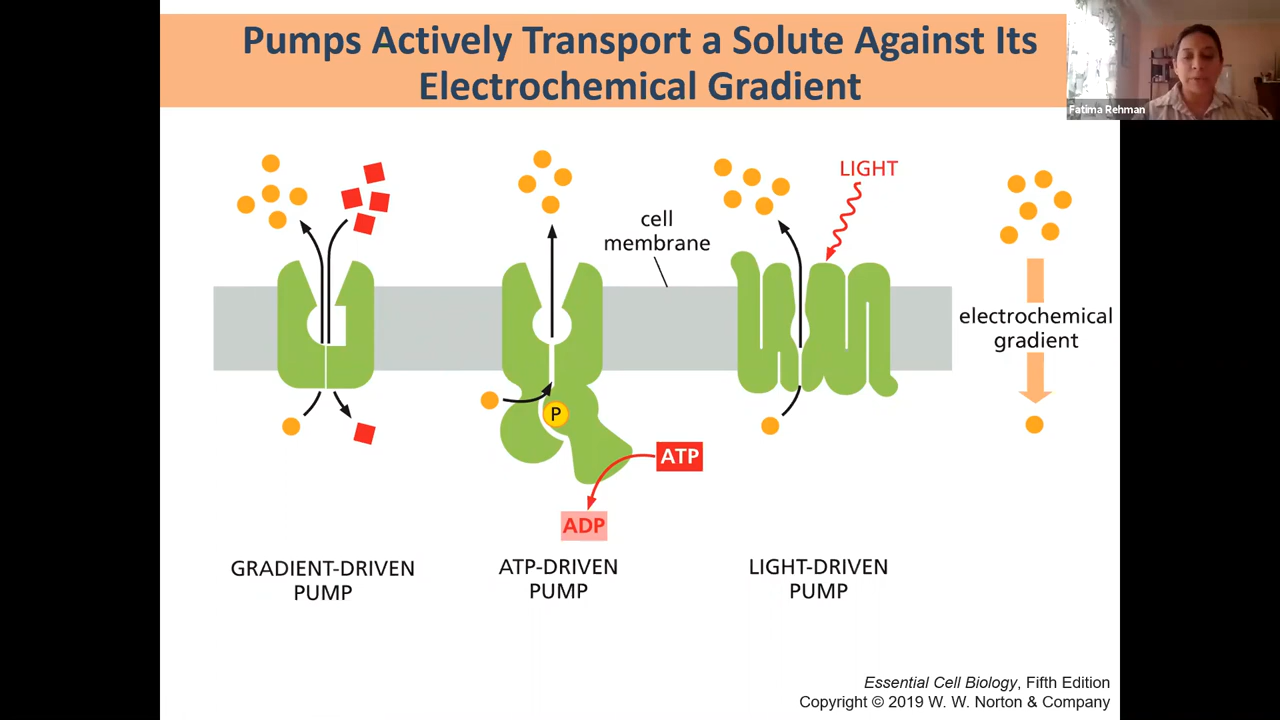 Pumps Actively Transport a Solute Against Its
Electrochemical Gradient
Fatima Rehman
LIGHT
cell
membrane
electrochemical
gradient
P
ATP
ADP
GRADIENT-DRIVEN
PUMP
ATP-DRIVEN
PUMP
LIGHT-DRIVEN
PUMP
Essential Cell Biology, Fifth Edition
Copyright © 2019 W. W. Norton & Company